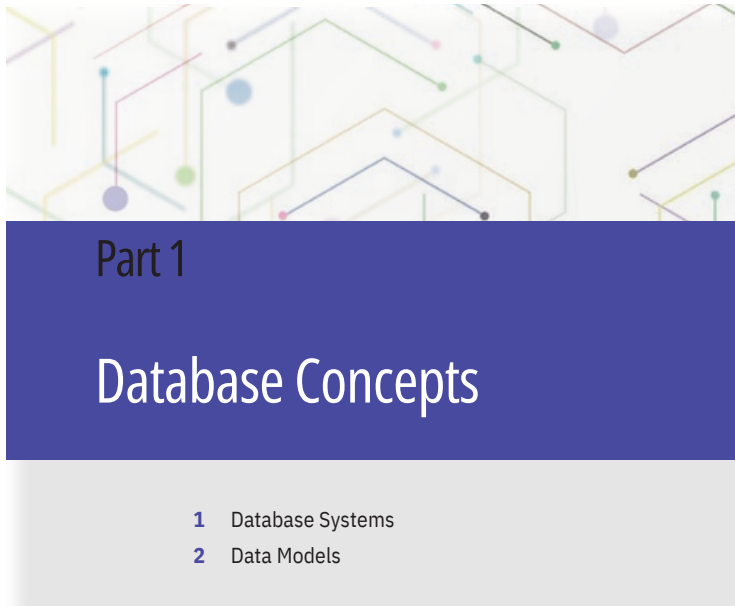 Part 1
Database Concepts
1 Database Systems
2 Data Models